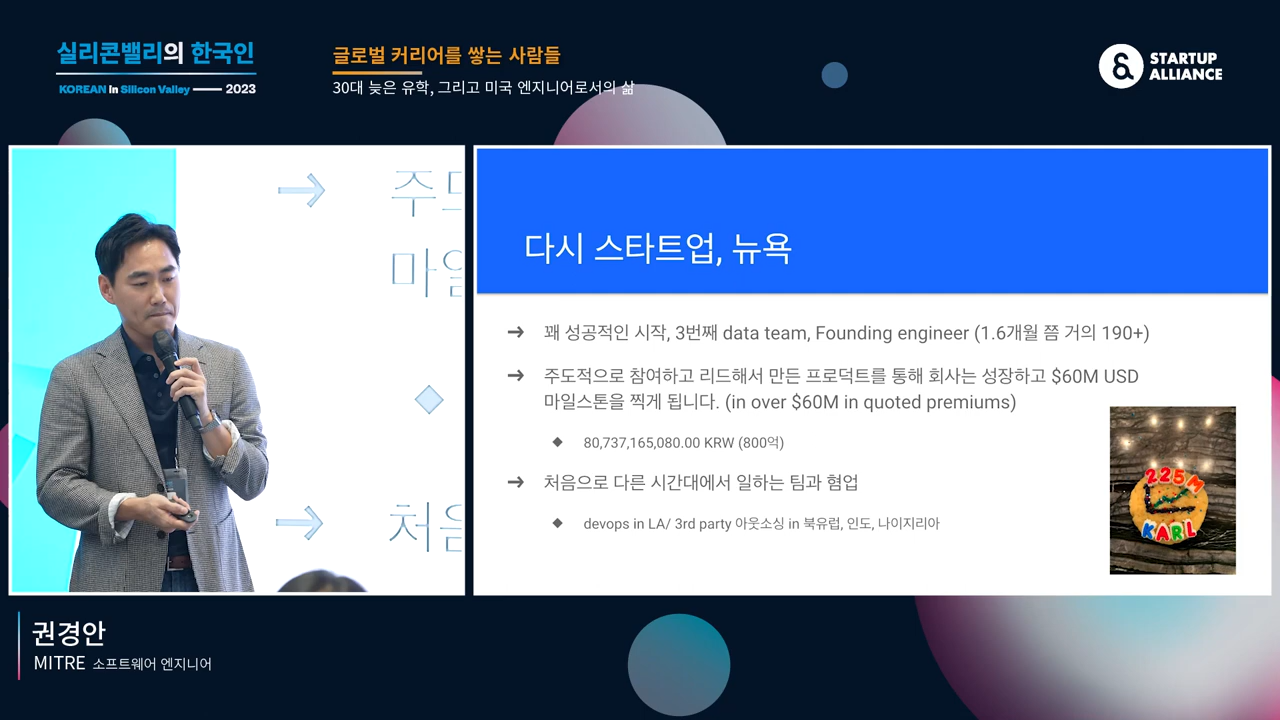 실리콘밸리의 한국인
KOREAN in Silicon Valley 2023
글로벌 커리어를 쌓는 사람들
30대 늦은 유학, 그리고 미국 엔지니어로서의 삶
STARTUP
ALLIANCE
→ 주도
마일
→ 처음
다시 스타트업, 뉴욕
→ 꽤 성공적인 시작, 3번째 data team, Founding engineer (1.6개월 쯤 거의 190+)
→ 주도적으로 참여하고 리드해서 만든 프로덕트를 통해 회사는 성장하고 $60M USD
마일스톤을 찍게 됩니다. (in over $60M in quoted premiums)
◆ 80,737,165,080.00 KRW (800억)
→ 처음으로 다른 시간대에서 일하는 팀과 혐업
◆ devops in LA/ 3rd party 아웃소싱 in 북유럽, 인도, 나이지리아
225M
KARL
권경안
MITRE 소프트웨어 엔지니어